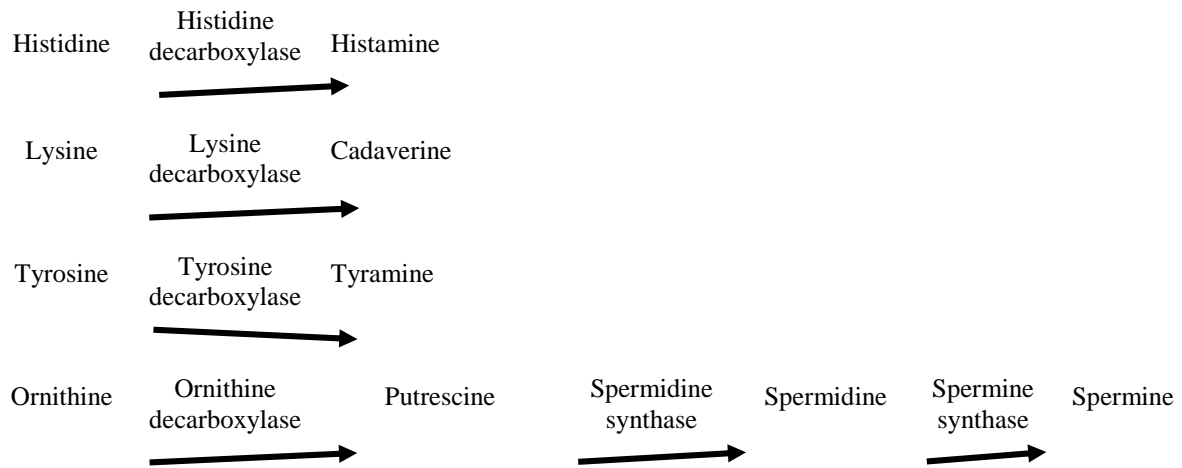 Histidine
Histidine
decarboxylase
Histamine
Lysine
Lysine
decarboxylase
Cadaverine
Tyrosine
Tyrosine
decarboxylase
Tyramine
Ornithine
Ornithine
decarboxylase
Putrescine
Spermidine
synthase
Spermidine
Spermine
synthase
Spermine